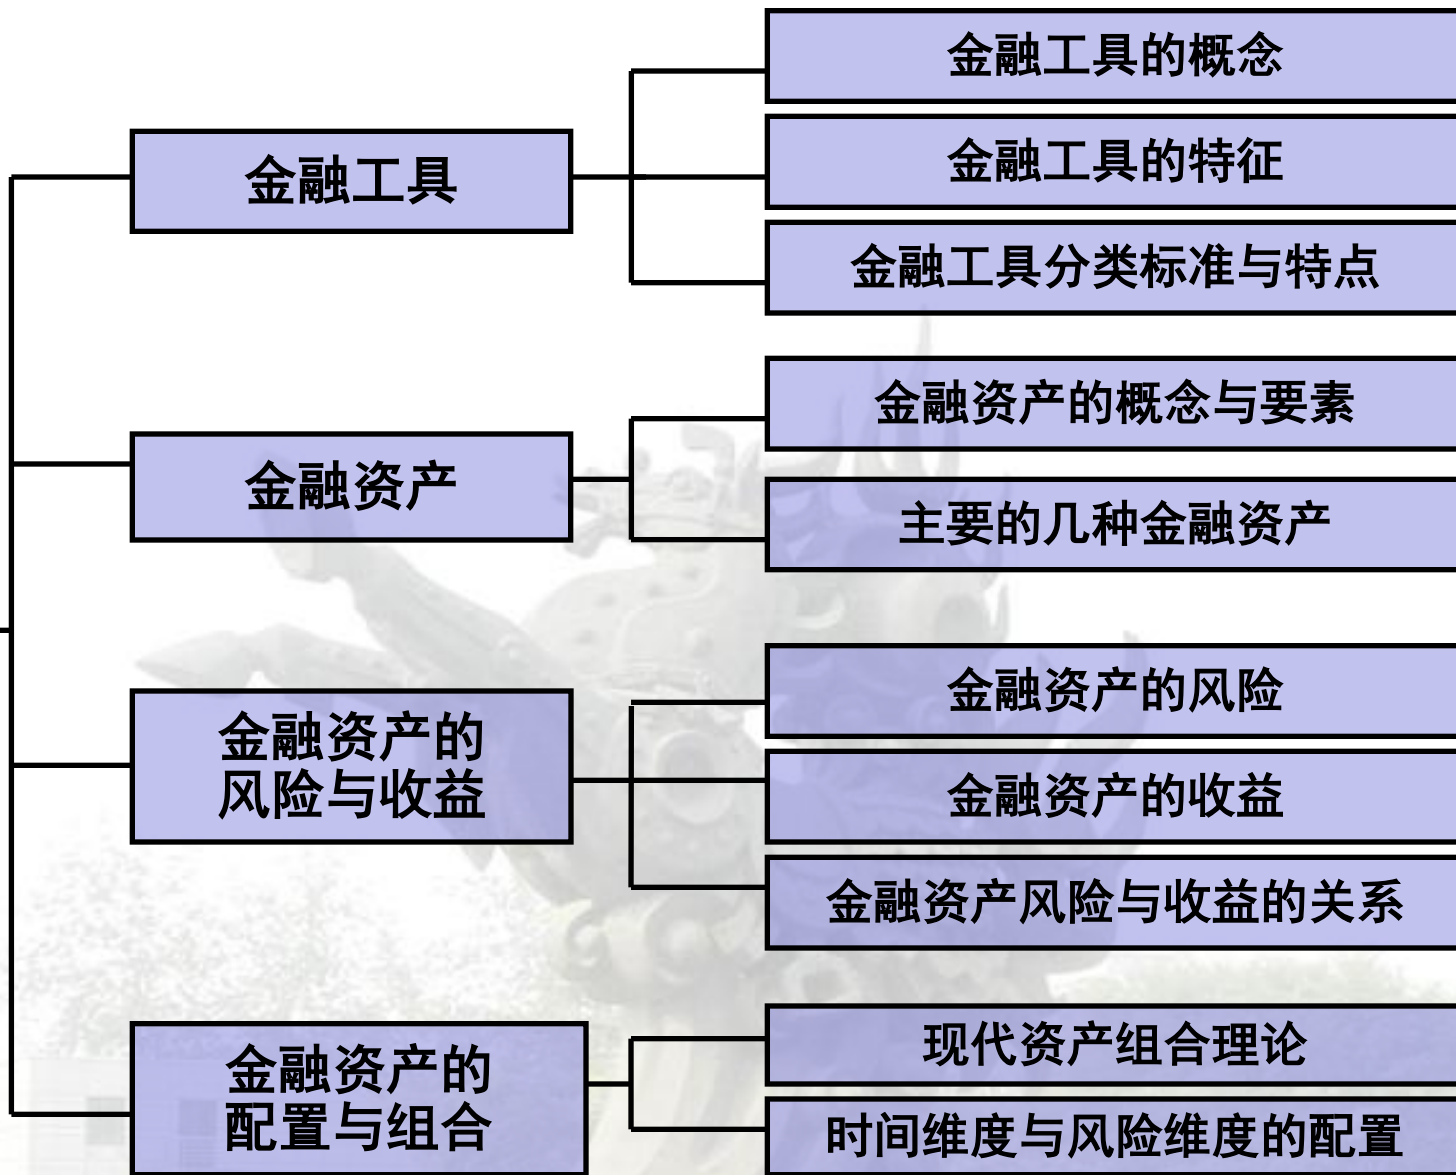 金融工具
金融工具的概念
金融工具的特征
金融工具分类标准与特点
金融资产
金融资产的概念与要素
主要的几种金融资产
金融资产的
风险与收益
金融资产的风险
金融资产的收益
金融资产风险与收益的关系
金融资产的
配置与组合
现代资产组合理论
时间维度与风险维度的配置